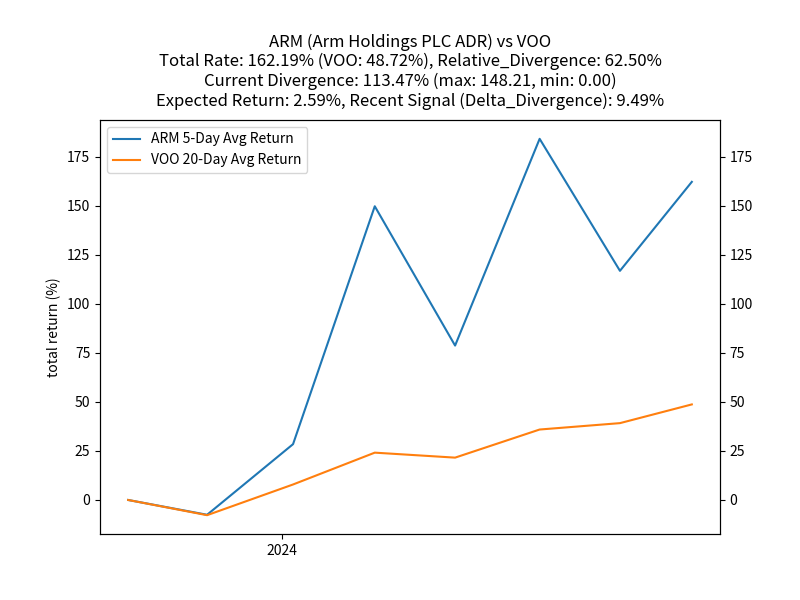 ARM (Arm Holdings PLC ADR) vs VOO
Total Rate: 162.19% (VOO: 48.72%), Relative_Divergence: 62.50%
Current Divergence: 113.47% (max: 148.21, min: 0.00)
Expected Return: 2.59%, Recent Signal (Delta_Divergence): 9.49%
ARM 5-Day Avg Return
VOO 20-Day Avg Return
175 175
150 150
125 125
100 100
75 75
50 50
25 25
0 0
total return (%)
2024